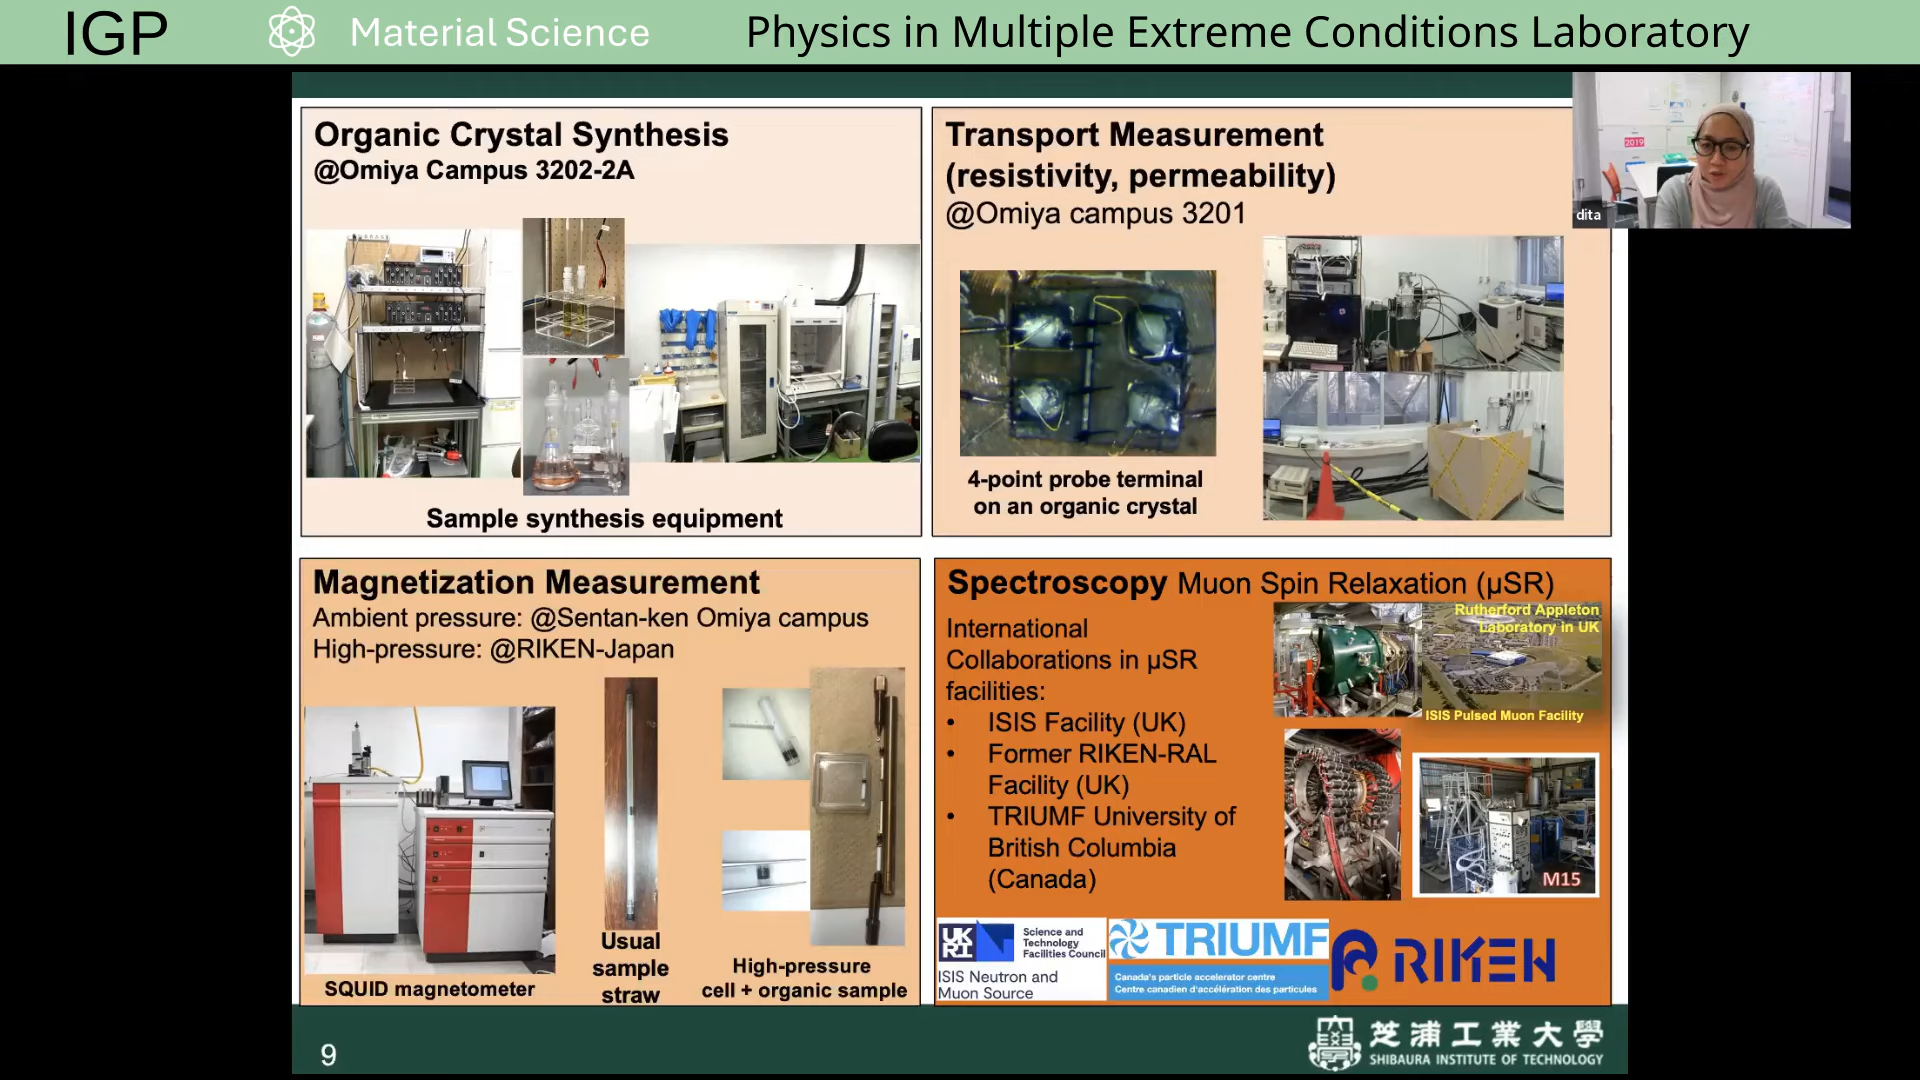 IGP
Material Science
Physics in Multiple Extreme Conditions Laboratory
Organic Crystal Synthesis
@Omiya Campus 3202-2A
Sample synthesis equipment
Transport Measurement
(resistivity, permeability)
@Omiya campus 3201
4-point probe terminal
on an organic crystal
2019
dita
Magnetization Measurement
Ambient pressure: @Sentan-ken Omiya campus
High-pressure: @RIKEN-Japan
SQUID magnetometer
Usual
sample
straw
High-pressure
cell + organic sample
Spectroscopy Muon Spin Relaxation (µSR)
International
Collaborations in µSR
facilities:
• ISIS Facility (UK)
• Former RIKEN-RAL
Facility (UK)
• TRIUMF University of
British Columbia
(Canada)
Rutherford Appleton
Laboratory in UK
ISIS Pulsed Muon Facility
M15
UKRI
Science and
Technology
Facilities Council
ISIS Neutron and
Muon Source
TRIUMF
Canada's particle accelerator centre
Centre canadien d'accélération des particules
RIKEN
9
芝浦工業大学
SHIBAURA INSTITUTE OF TECHNOLOGY